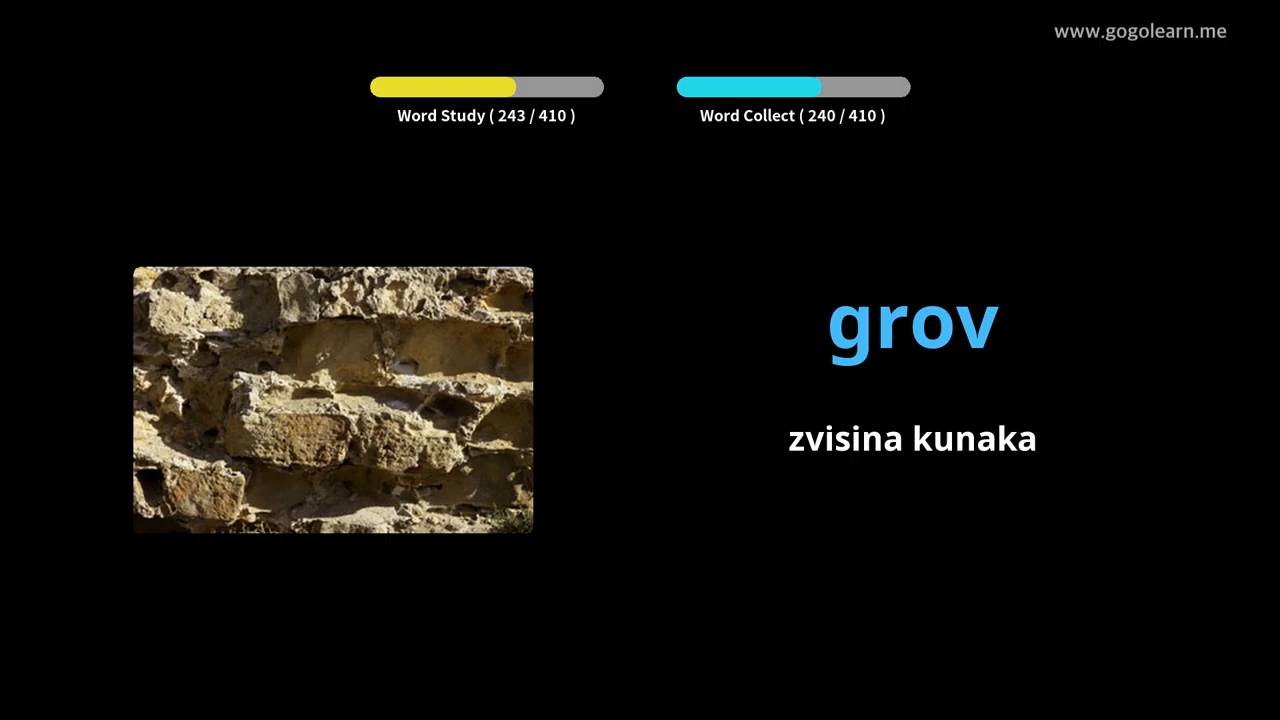 www.gogolearn.me
Word Study ( 243 / 410 )
Word Collect ( 240 / 410 )
grov
zvisina kunaka